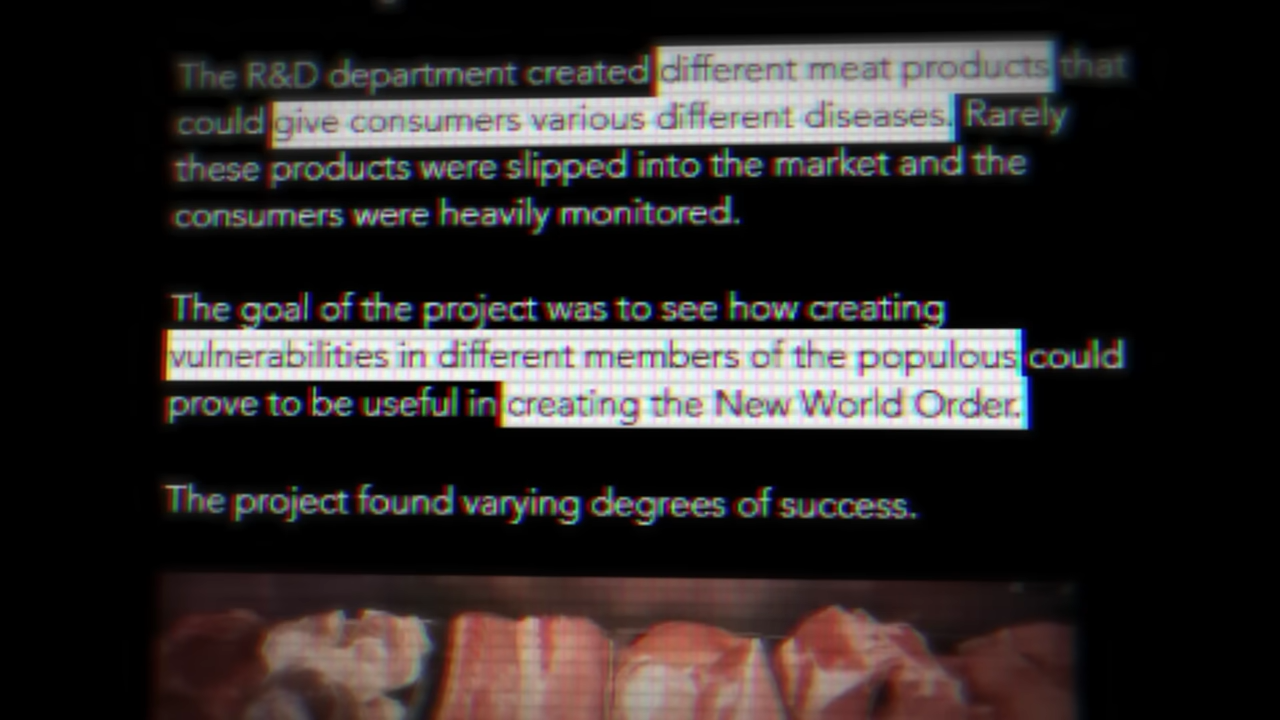 The R&D department created different meat products that
could give consumers various different diseases. Rarely
these products were slipped into the market and the
consumers were heavily monitored.
The goal of the project was to see how creating
vulnerabilities in different members of the populous could
prove to be useful in creating the New World Order.
The project found varying degrees of success.